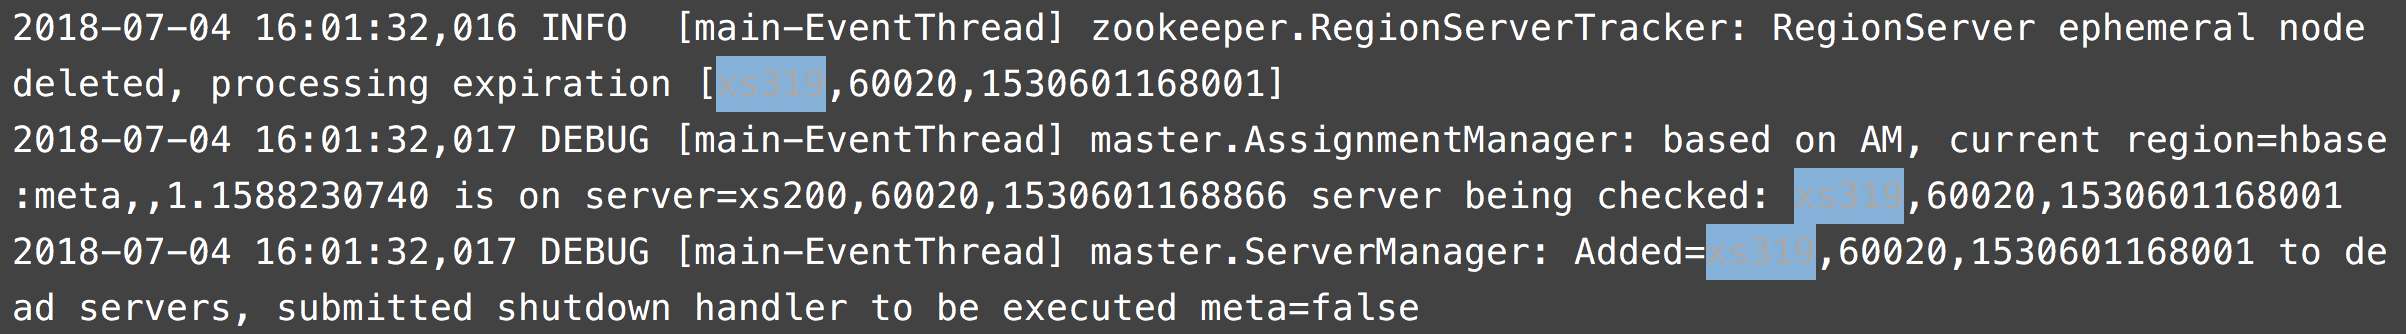 2018-07-04 16:01:32,016 INFO  [main-EventThread] zookeeper.RegionServerTracker: RegionServer ephemeral node
deleted, processing expiration [xs319,60020,1530601168001]
2018-07-04 16:01:32,017 DEBUG [main-EventThread] master.AssignmentManager: based on AM, current region=hbase
:meta,,1.1588230740 is on server=xs200,60020,1530601168866 server being checked: xs319,60020,1530601168001
2018-07-04 16:01:32,017 DEBUG [main-EventThread] master.ServerManager: Added=xs319,60020,1530601168001 to de
ad servers, submitted shutdown handler to be executed meta=false